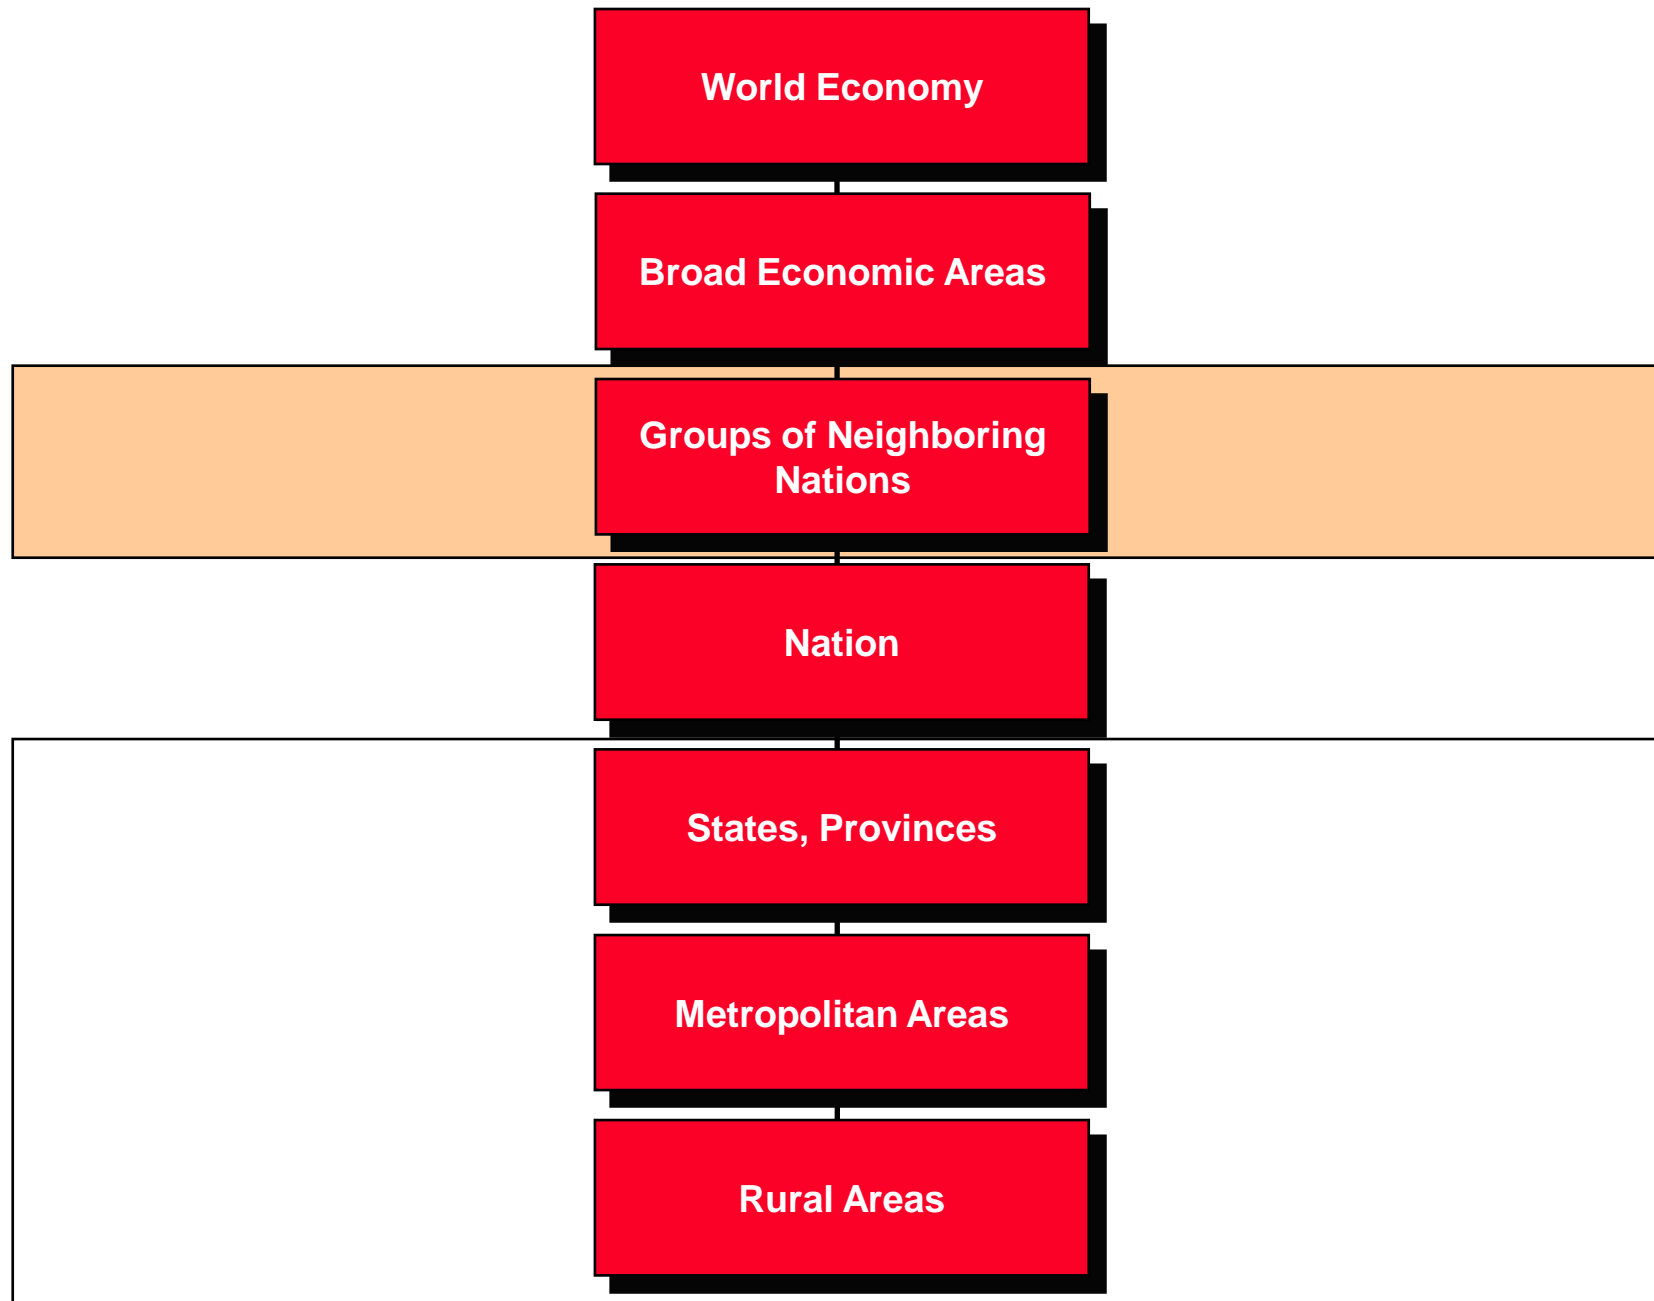 World Economy
Broad Economic Areas
Groups of Neighboring
Nations
Nation
States, Provinces
Metropolitan Areas
Rural Areas